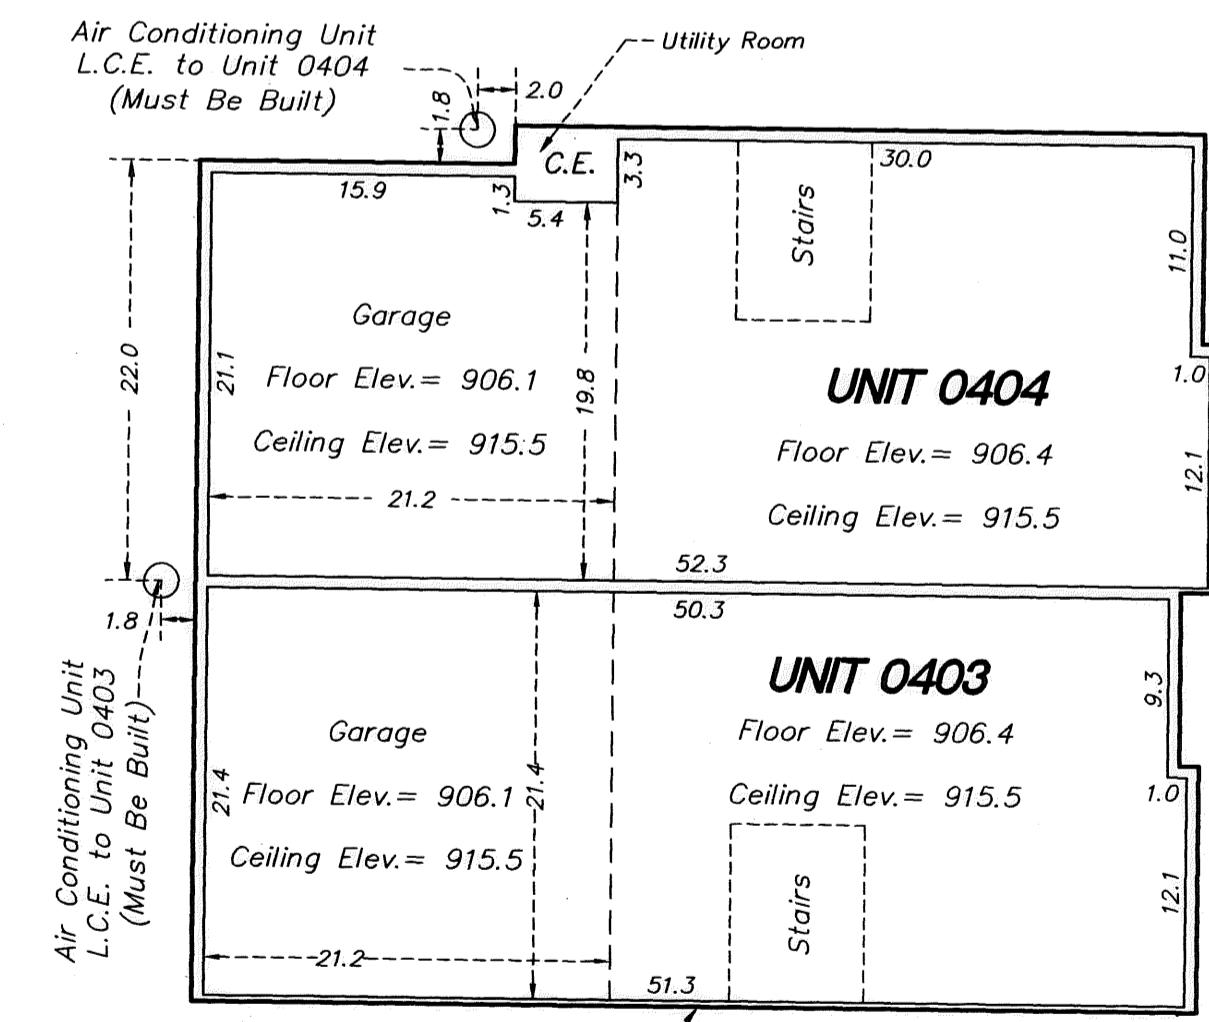 Air Conditioning Unit
L.C.E. to Unit 0404
(Must Be Built)
Utility Room
2.0
1.8
C.E.
3.3
30.0
15.9
1.3
5.4
Stairs
11.0
Garage
22.0
21.1
Floor Elev.= 906.1
19.8
UNIT 0404
1.0
Ceiling Elev.= 915.5
Floor Elev.= 906.4
12.1
21.2
Ceiling Elev.= 915.5
52.3
50.3
1.8
Air Conditioning Unit
L.C.E. to Unit 0403
(Must Be Built)
UNIT 0403
9.3
Garage
Floor Elev.= 906.4
21.4
Floor Elev.= 906.1
21.4
Ceiling Elev.= 915.5
1.0
Ceiling Elev.= 915.5
Stairs
12.1
21.2
51.3